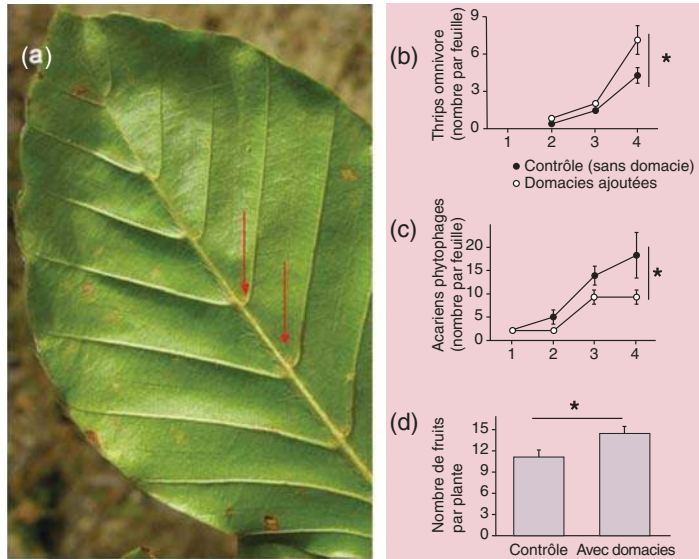 (a)
(b)
Thrips omnivore
(nombre par feuille)
9
6
3
0
1 2 3 4
*
Contrôle (sans domacie)
Domacies ajoutées
(c)
Acariens phytophages
(nombre par feuille)
20
15
10
5
0
1 2 3 4
*
(d)
Nombre de fruits
par plante
15
12
9
6
3
0
*
Contrôle Avec domacies